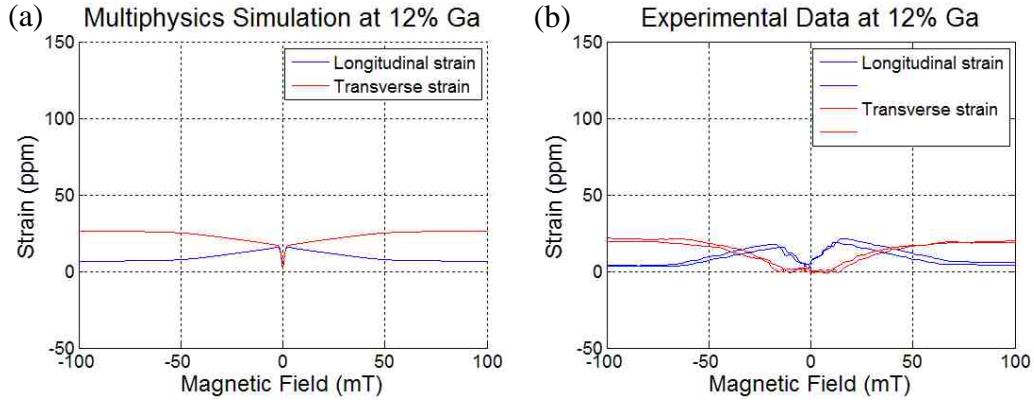 (a) Multiphysics Simulation at 12% Ga
150
100
50
0
-50
Strain (ppm)
Longitudinal strain
Transverse strain
-100 -50 0 50 100
Magnetic Field (mT)
(b) Experimental Data at 12% Ga
150
100
50
0
-50
Strain (ppm)
Longitudinal strain
Transverse strain
-100 -50 0 50 100
Magnetic Field (mT)